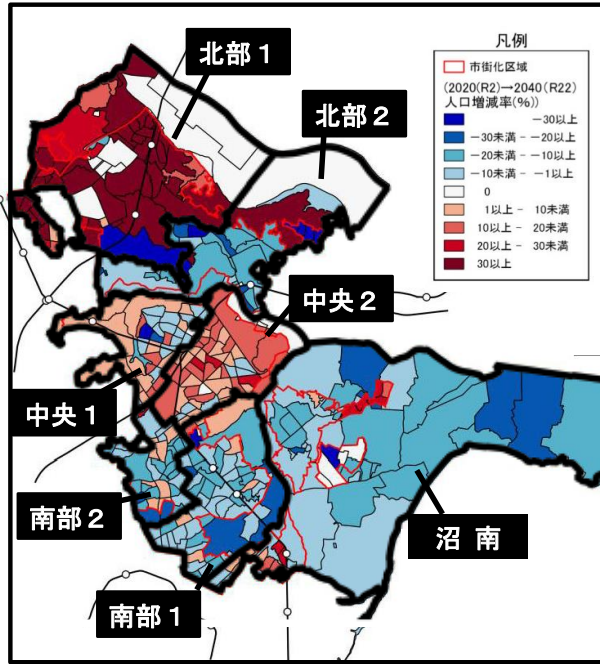 凡例
市街化区域
(2020(R2)→2040(R22)
人口増減率(%))
−30以上
−30未満 − −20以上
−20未満 − −10以上
−10未満 − −1以上
0
1以上 − 10未満
10以上 − 20未満
20以上 − 30未満
30以上
北部1
北部2
中央2
中央1
南部2
沼南
南部1